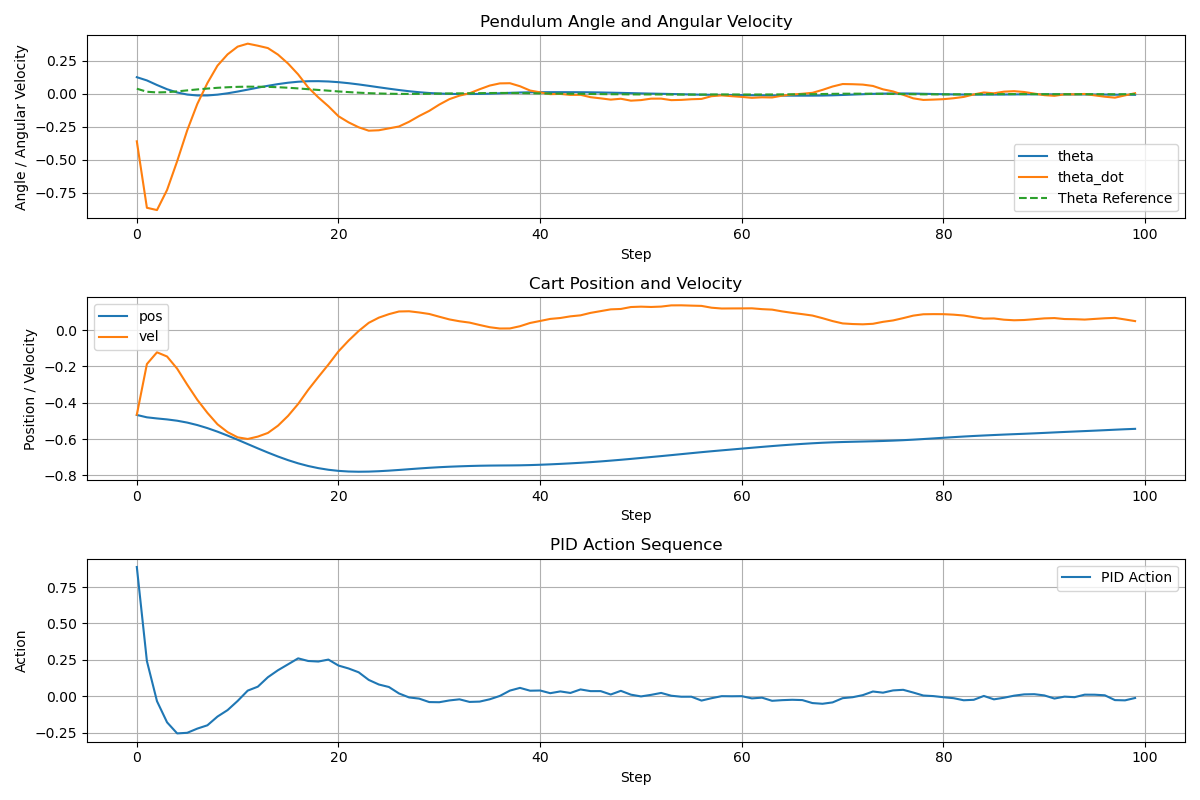 Pendulum Angle and Angular Velocity
Angle / Angular Velocity
0.25
0.00
−0.25
−0.50
−0.75
theta
theta_dot
Theta Reference
0 20 40 60 80 100
Step
Cart Position and Velocity
Position / Velocity
0.0
−0.2
−0.4
−0.6
−0.8
pos
vel
0 20 40 60 80 100
Step
PID Action Sequence
Action
0.75
0.50
0.25
0.00
−0.25
PID Action
0 20 40 60 80 100
Step